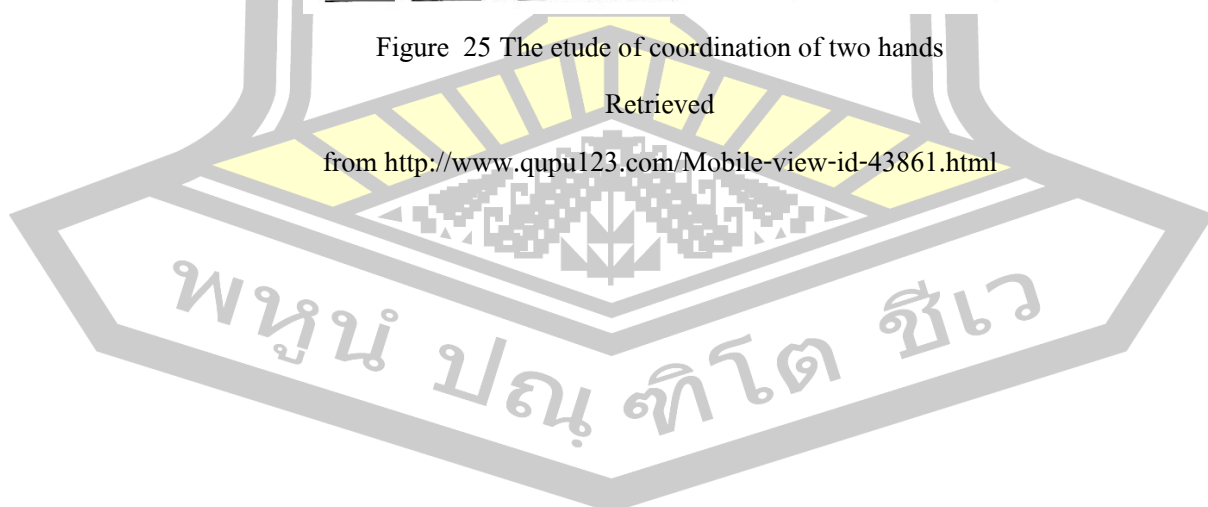 Figure 25 The etude of coordination of two hands
Retrieved
from http://www.qupu123.com/Mobile-view-id-43861.html
พหูนํ ปณฺ ฑิโต ชีเว